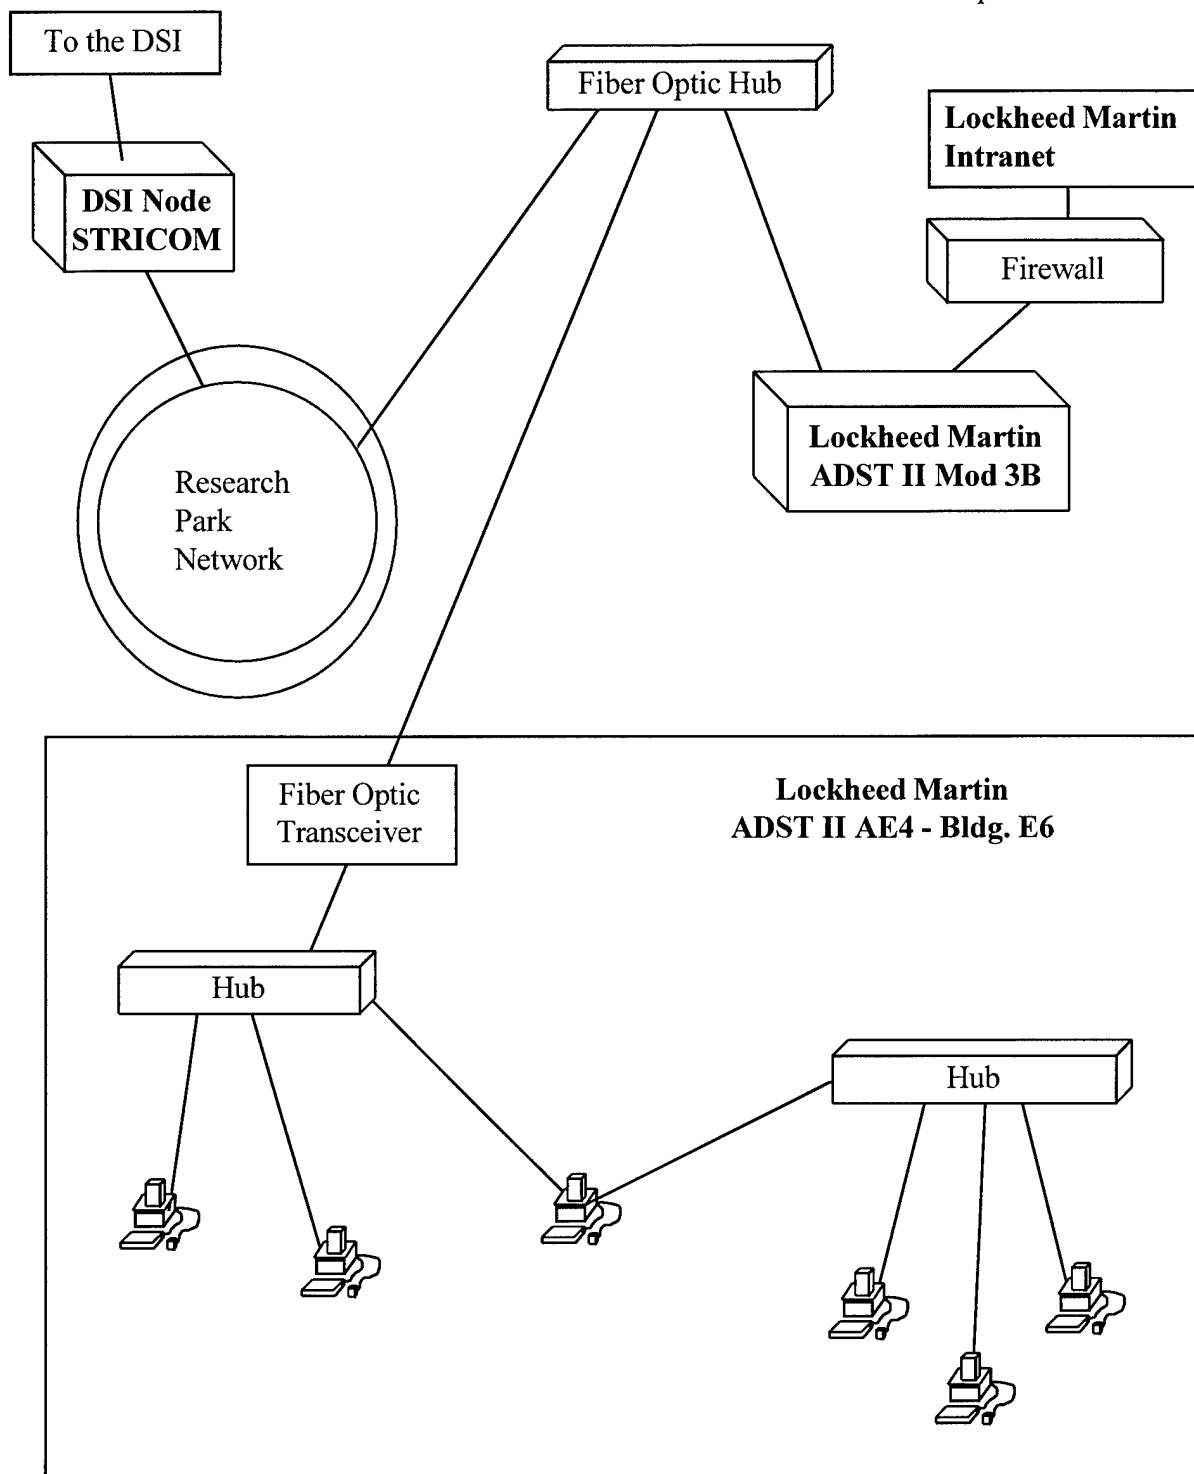 To the DSI
Fiber Optic Hub
Lockheed Martin
Intranet
DSI Node
STRICOM
Firewall
Lockheed Martin
ADST II Mod 3B
Research
Park
Network
Fiber Optic
Transceiver
Lockheed Martin
ADST II AE4 - Bldg. E6
Hub
Hub